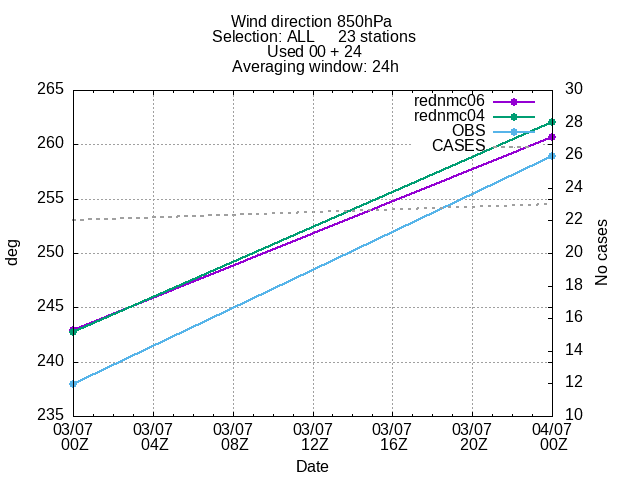 Wind direction 850hPa
Selection: ALL 23 stations
Used 00 + 24
Averaging window: 24h
265
260
255
250
245
240
235
deg
30
28
26
24
22
20
18
16
14
12
10
No cases
rednmc06
rednmc04
OBS
CASES
03/07 03/07 03/07 03/07 03/07 03/07 04/07
00Z 04Z 08Z 12Z 16Z 20Z 00Z
Date